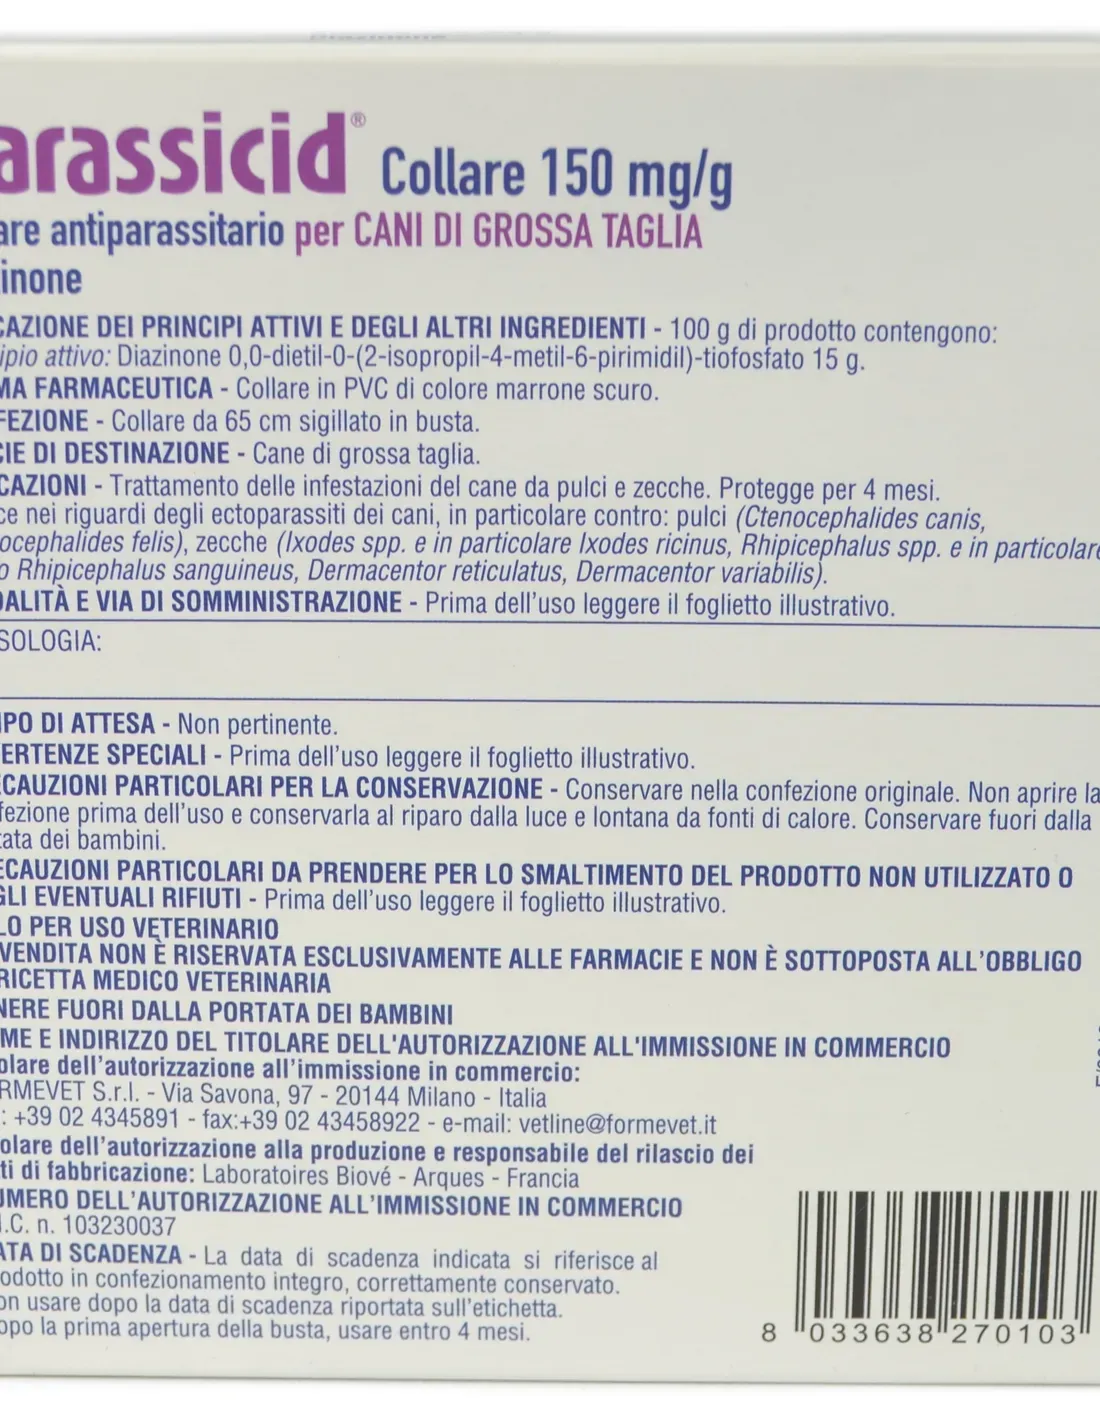 arassicid® Collare 150 mg/g
are antiparassitario per CANI DI GROSSA TAGLIA
inone
CAZIONE DEI PRINCIPI ATTIVI E DEGLI ALTRI INGREDIENTI - 100 g di prodotto contengono:
ipio attivo: Diazinone 0,0-dietil-0-(2-isopropil-4-metil-6-pirimidil)-tiofosfato 15 g.
MA FARMACEUTICA - Collare in PVC di colore marrone scuro.
FEZIONE - Collare da 65 cm sigillato in busta.
CIE DI DESTINAZIONE - Cane di grossa taglia.
CAZIONI - Trattamento delle infestazioni del cane da pulci e zecche. Protegge per 4 mesi.
ce nei riguardi degli ectoparassiti dei cani, in particolare contro: pulci (Ctenocephalides canis,
ocephalides felis), zecche (Ixodes spp. e in particolare Ixodes ricinus, Rhipicephalus spp. e in particolare
o Rhipicephalus sanguineus, Dermacentor reticulatus, Dermacentor variabilis).
DALITÀ E VIA DI SOMMINISTRAZIONE - Prima dell'uso leggere il foglietto illustrativo.
SOLOGIA:
IPO DI ATTESA - Non pertinente.
ERTENZE SPECIALI - Prima dell'uso leggere il foglietto illustrativo.
ECAUZIONI PARTICOLARI PER LA CONSERVAZIONE - Conservare nella confezione originale. Non aprire la
fezione prima dell'uso e conservarla al riparo dalla luce e lontana da fonti di calore. Conservare fuori dalla
tata dei bambini.
ECAUZIONI PARTICOLARI DA PRENDERE PER LO SMALTIMENTO DEL PRODOTTO NON UTILIZZATO O
GLI EVENTUALI RIFIUTI - Prima dell'uso leggere il foglietto illustrativo.
LO PER USO VETERINARIO
VENDITA NON È RISERVATA ESCLUSIVAMENTE ALLE FARMACIE E NON È SOTTOPOSTA ALL'OBBLIGO
RICETTA MEDICO VETERINARIA
NERE FUORI DALLA PORTATA DEI BAMBINI
ME E INDIRIZZO DEL TITOLARE DELL'AUTORIZZAZIONE ALL'IMMISSIONE IN COMMERCIO
olare dell'autorizzazione all'immissione in commercio:
RMEVET S.r.l. - Via Savona, 97 - 20144 Milano - Italia
: +39 02 4345891 - fax:+39 02 43458922 - e-mail: vetline@formevet.it
olare dell'autorizzazione alla produzione e responsabile del rilascio dei
ti di fabbricazione: Laboratoires Biové - Arques - Francia
UMERO DELL'AUTORIZZAZIONE ALL'IMMISSIONE IN COMMERCIO
.I.C. n. 103230037
ATA DI SCADENZA - La data di scadenza indicata si riferisce al
odotto in confezionamento integro, correttamente conservato.
on usare dopo la data di scadenza riportata sull'etichetta.
opo la prima apertura della busta, usare entro 4 mesi.
8 033638 270103